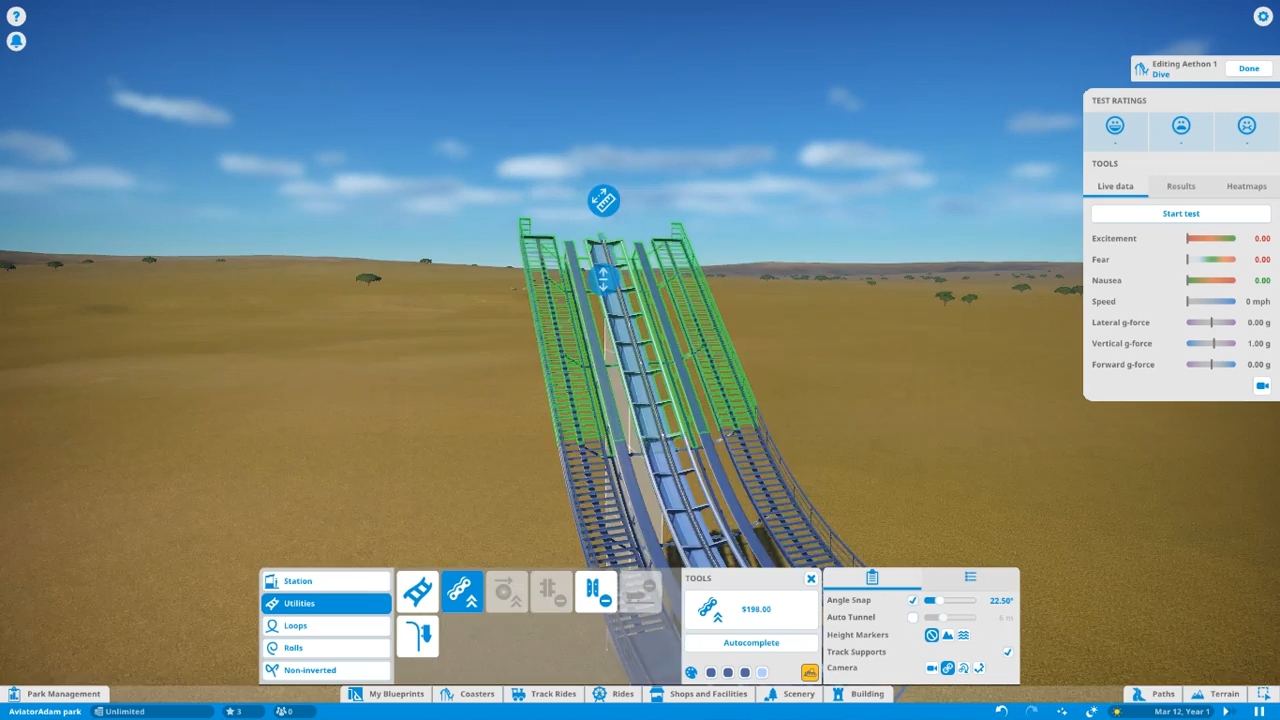 ?
Editing Aethon 1
Dive
Done
TEST RATINGS
-
-
-
TOOLS
Live data
Results
Heatmaps
Start test
Excitement
0.00
Fear
0.00
Nausea
0.00
Speed
0 mph
Lateral g-force
0.00 g
Vertical g-force
1.00 g
Forward g-force
0.00 g
Station
Utilities
Loops
Rolls
Non-inverted
TOOLS
$198.00
Autocomplete
Angle Snap
22.50°
Auto Tunnel
6 m
Height Markers
Track Supports
Camera
Park Management
My Blueprints
Coasters
Track Rides
Rides
Shops and Facilities
Scenery
Building
Paths
Terrain
AviatorAdam park
Unlimited
3
0
Mar 12, Year 1